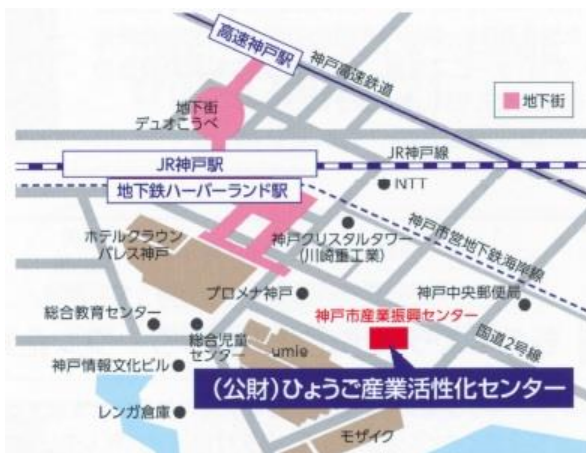 高速神戸駅
神戸高速鉄道
地下街
地下街
デュオこうべ
JR神戸駅
JR神戸線
地下鉄ハーバーランド駅
NTT
神戸市営地下鉄海岸線
ホテルクラウン
パレス神戸
神戸クリスタルタワー
(川崎重工業)
プロメナ神戸
神戸中央郵便局
総合教育センター
神戸市産業振興センター
総合児童
センター
umie
国道2号線
神戸情報文化ビル
(公財)ひょうご産業活性化センター
レンガ倉庫
モザイク